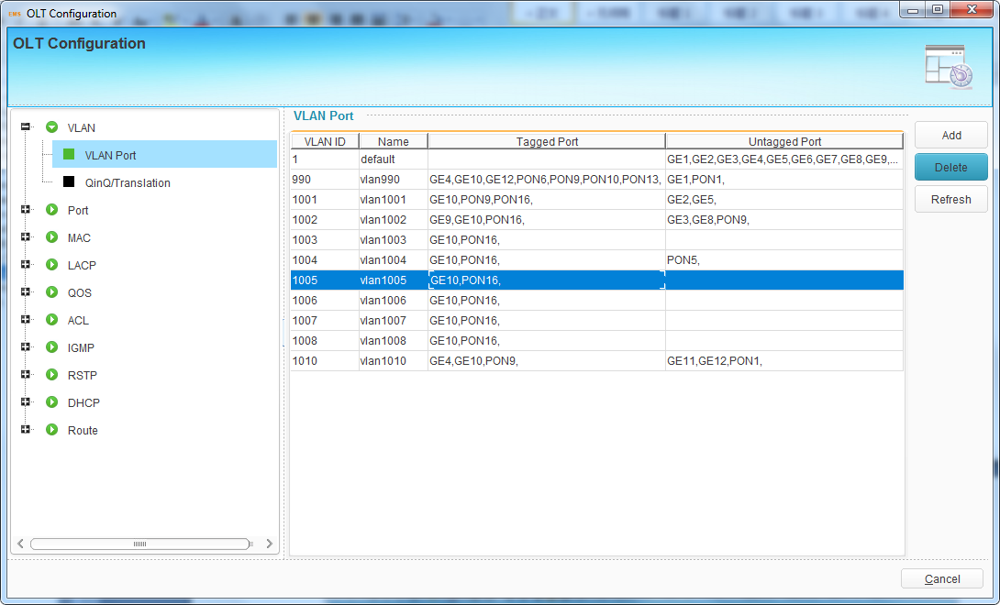 EMS OLT Configuration
OLT Configuration
VLAN
VLAN Port
QinQ/Translation
Port
MAC
LACP
QOS
ACL
IGMP
RSTP
DHCP
Route
VLAN Port
VLAN ID Name Tagged Port Untagged Port
1 default GE1,GE2,GE3,GE4,GE5,GE6,GE7,GE8,GE9,...
990 vlan990 GE4,GE10,GE12,PON6,PON9,PON10,PON13, GE1,PON1,
1001 vlan1001 GE10,PON9,PON16, GE2,GE5,
1002 vlan1002 GE9,GE10,PON16, GE3,GE8,PON9,
1003 vlan1003 GE10,PON16,
1004 vlan1004 GE10,PON16, PON5,
1005 vlan1005 GE10,PON16,
1006 vlan1006 GE10,PON16,
1007 vlan1007 GE10,PON16,
1008 vlan1008 GE10,PON16,
1010 vlan1010 GE4,GE10,PON9, GE11,GE12,PON1,
Add
Delete
Refresh
Cancel